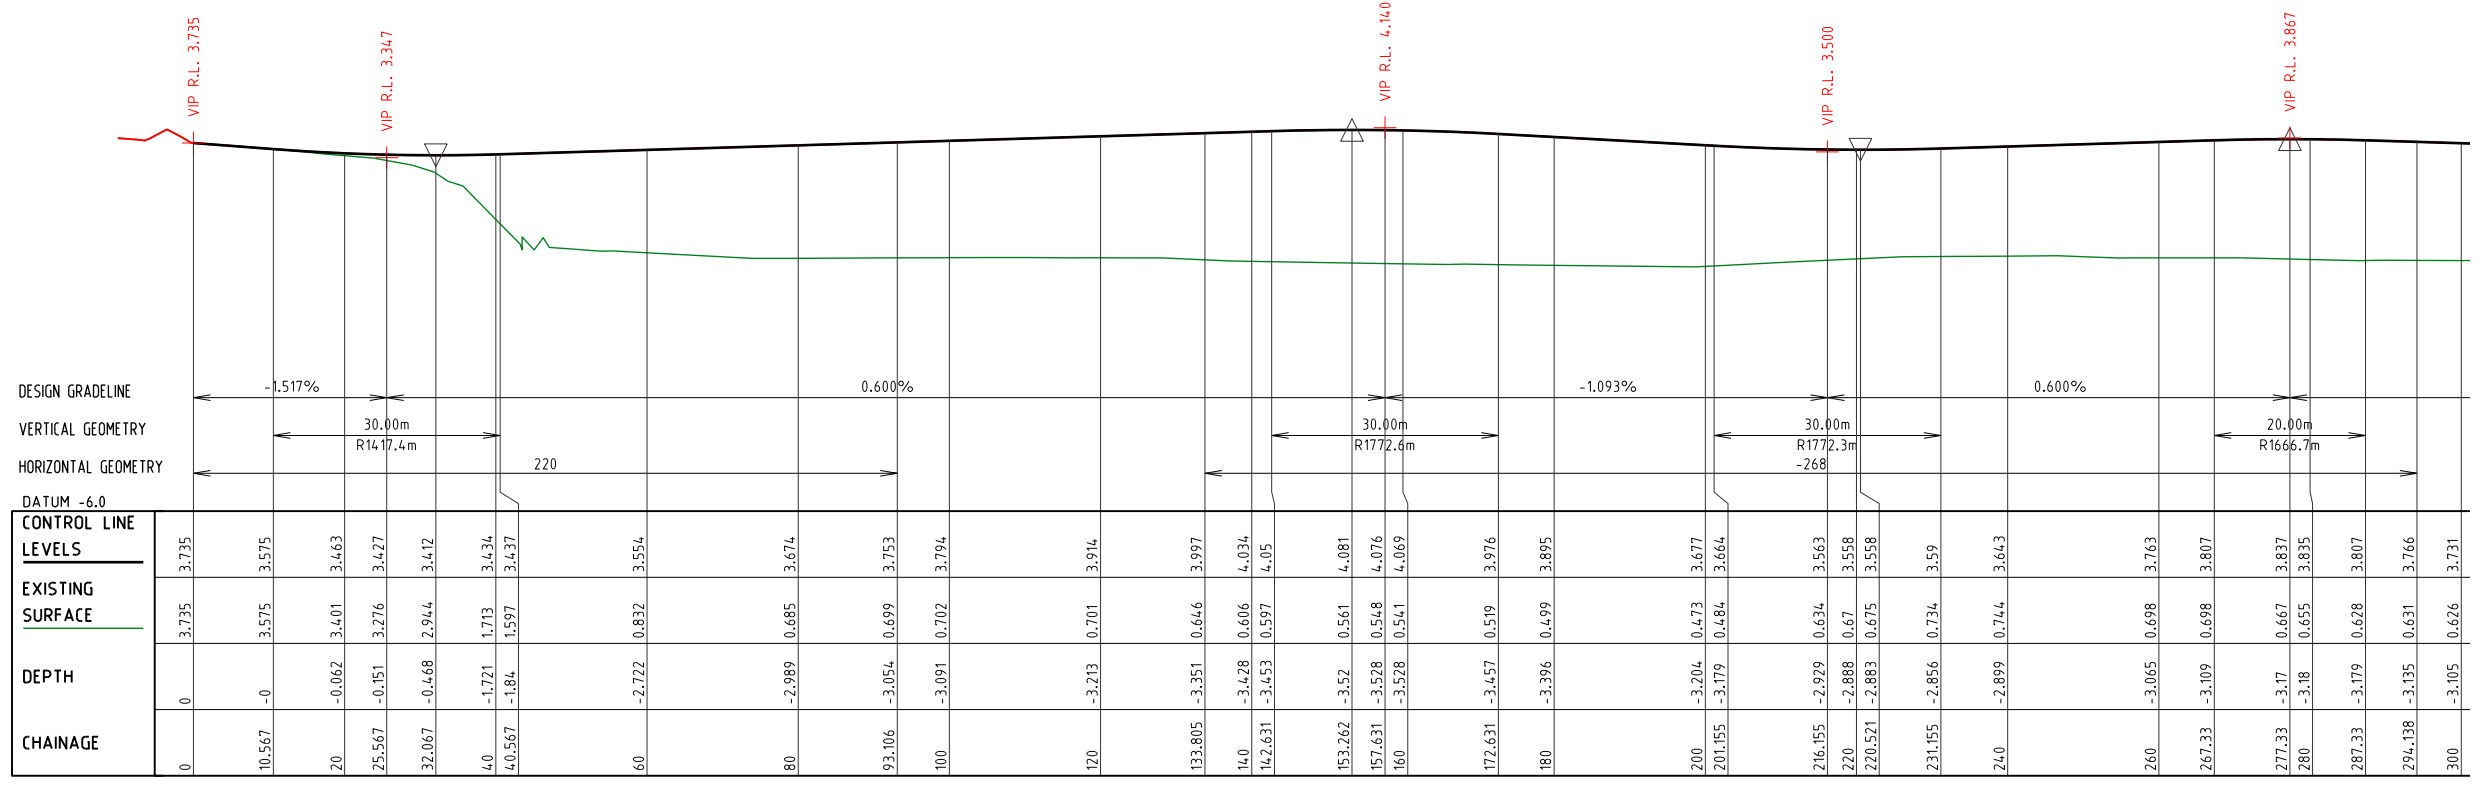 VIP R.L. 3.735
VIP R.L. 3.347
VIP R.L. 4.140
VIP R.L. 3.500
VIP R.L. 3.867
DESIGN GRADELINE -1.517% 0.600% -1.093% 0.600%
VERTICAL GEOMETRY 30.00m 30.00m 30.00m 20.00m
R1417.4m R1772.6m R1772.3m R1666.7m
HORIZONTAL GEOMETRY 220 -268
DATUM -6.0
CONTROL LINE
LEVELS 3.735 3.575 3.463 3.427 3.412 3.434 3.437 3.554 3.674 3.753 3.794 3.914 3.997 4.034 4.05 4.081 4.076 4.069 3.976 3.895 3.677 3.664 3.563 3.558 3.558 3.59 3.643 3.763 3.807 3.837 3.835 3.807 3.766 3.731
EXISTING
SURFACE 3.735 3.575 3.401 3.276 2.944 1.713 1.597 0.832 0.685 0.699 0.702 0.701 0.646 0.606 0.597 0.561 0.548 0.541 0.519 0.499 0.473 0.484 0.634 0.67 0.675 0.734 0.744 0.698 0.698 0.667 0.655 0.628 0.631 0.626
DEPTH 0 -0 -0.062 -0.151 -0.468 -1.721 -1.84 -2.722 -2.989 -3.054 -3.091 -3.213 -3.351 -3.428 -3.453 -3.52 -3.528 -3.528 -3.457 -3.396 -3.204 -3.179 -2.929 -2.888 -2.883 -2.856 -2.899 -3.065 -3.109 -3.17 -3.18 -3.179 -3.135 -3.105
CHAINAGE 0 10.567 20 25.567 32.067 40 40.567 60 80 93.106 100 120 133.805 140 142.631 153.262 157.631 160 172.631 180 200 201.155 216.155 220 220.521 231.155 240 260 267.33 277.33 280 287.33 294.138 300